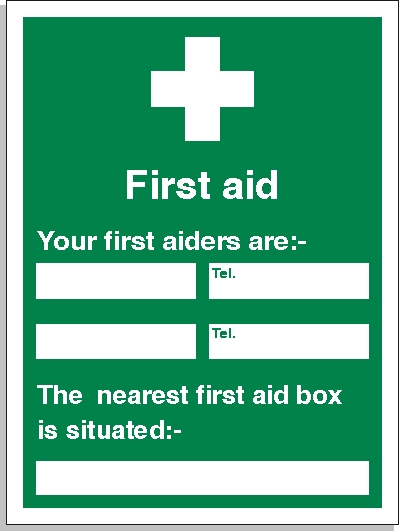 First aid
Your first aiders are:-
Tel.
Tel.
The nearest first aid box
is situated:-